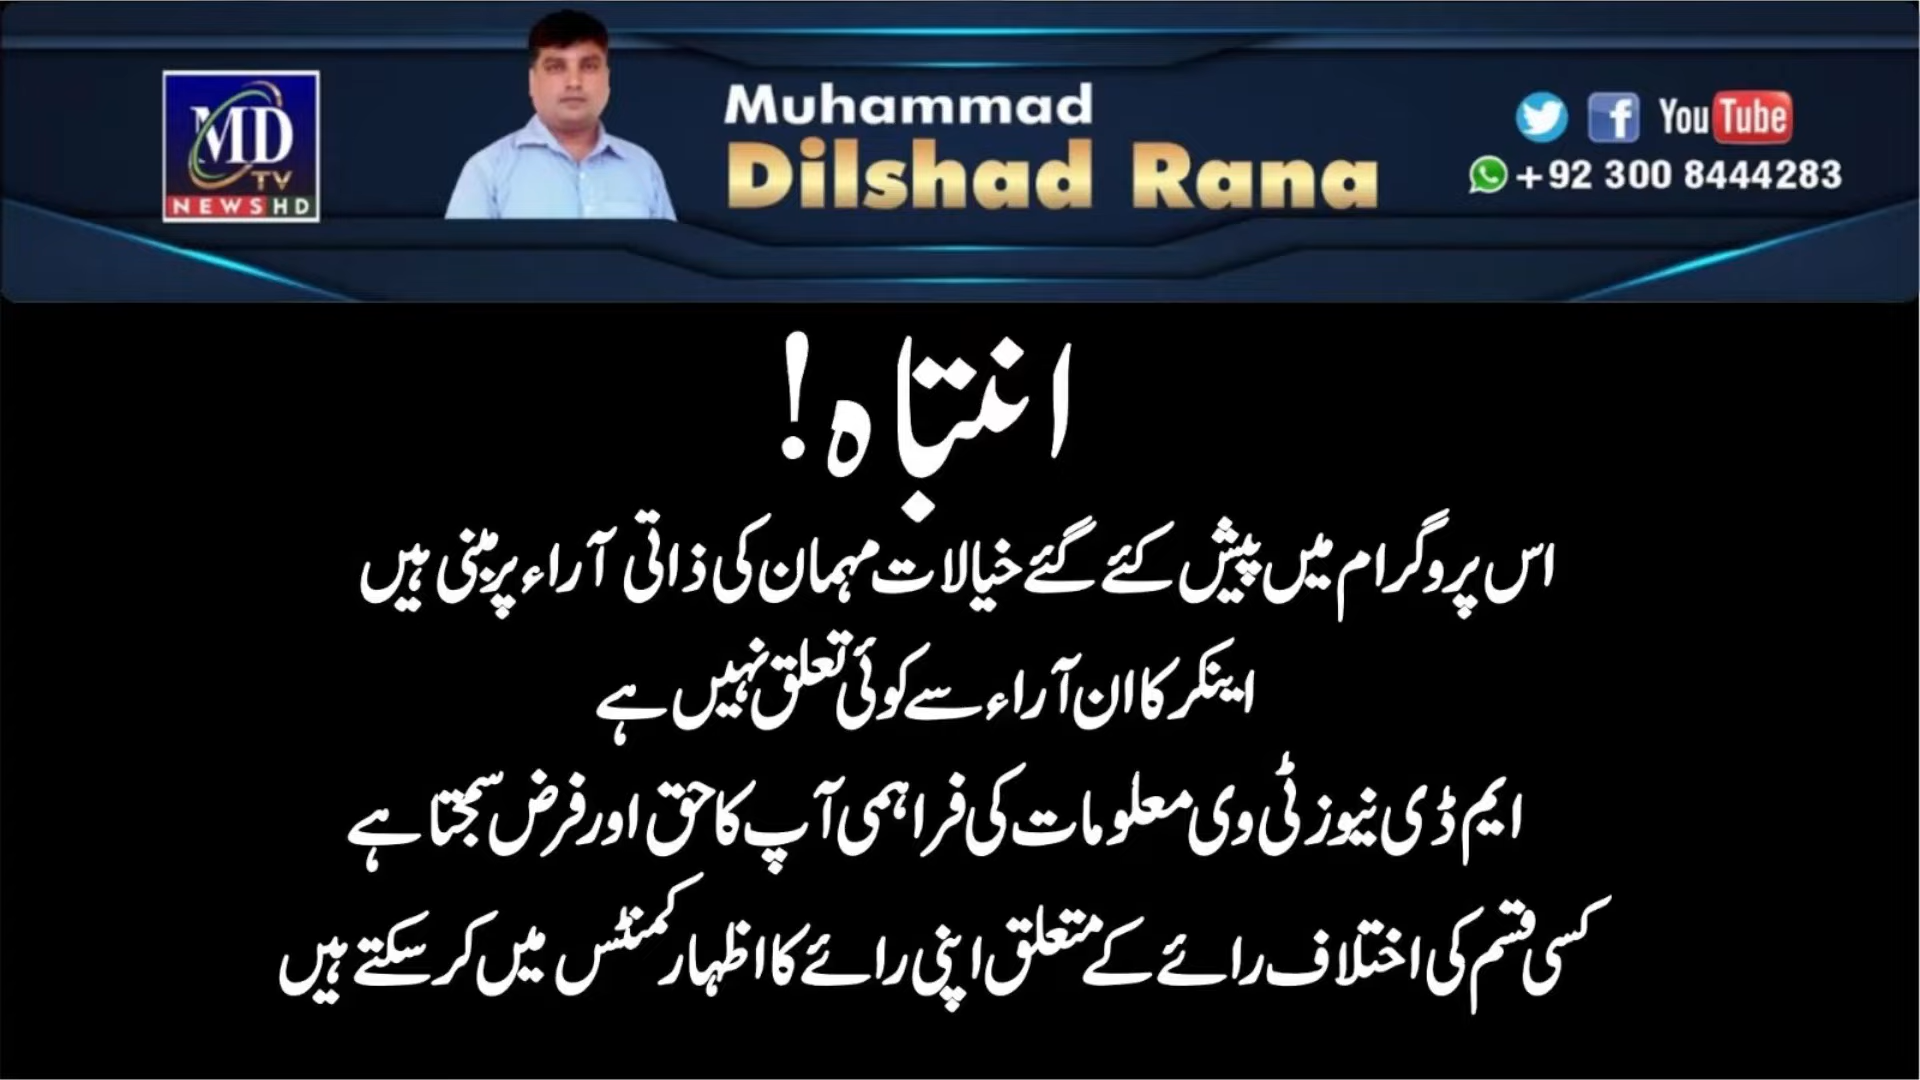 MD
TV
NEWS HD
Muhammad
Dilshad Rana
You Tube
+92 300 8444283
انتباہ!
اس پروگرام میں پیش کئے گئے خیالات مہمان کی ذاتی آراء پر مبنی ہیں
اینکر کا ان آراء سے کوئی تعلق نہیں ہے
ایم ڈی نیوز ٹی وی معلومات کی فراہمی آپ کا حق اور فرض سمجتا ہے
کسی قسم کی اختلاف رائے کے متعلق اپنی رائے کا اظہار کمنٹس میں کر سکتے ہیں